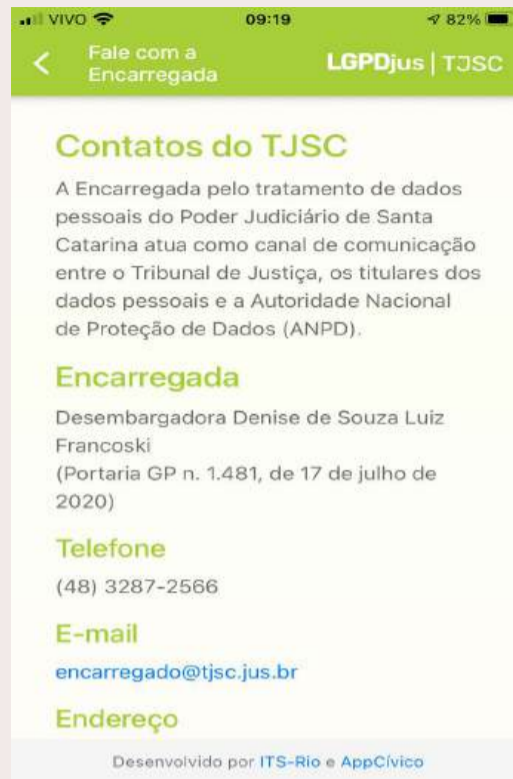 VIVO 09:19 82%
Fale com a
Encarregada
LGPDjus | TJSC
Contatos do TJSC
A Encarregada pelo tratamento de dados
pessoais do Poder Judiciário de Santa
Catarina atua como canal de comunicação
entre o Tribunal de Justiça, os titulares dos
dados pessoais e a Autoridade Nacional
de Proteção de Dados (ANPD).
Encarregada
Desembargadora Denise de Souza Luiz
Francoski
(Portaria GP n. 1.481, de 17 de julho de
2020)
Telefone
(48) 3287-2566
E-mail
encarregado@tjsc.jus.br
Endereço
Desenvolvido por ITS-Rio e AppCívico